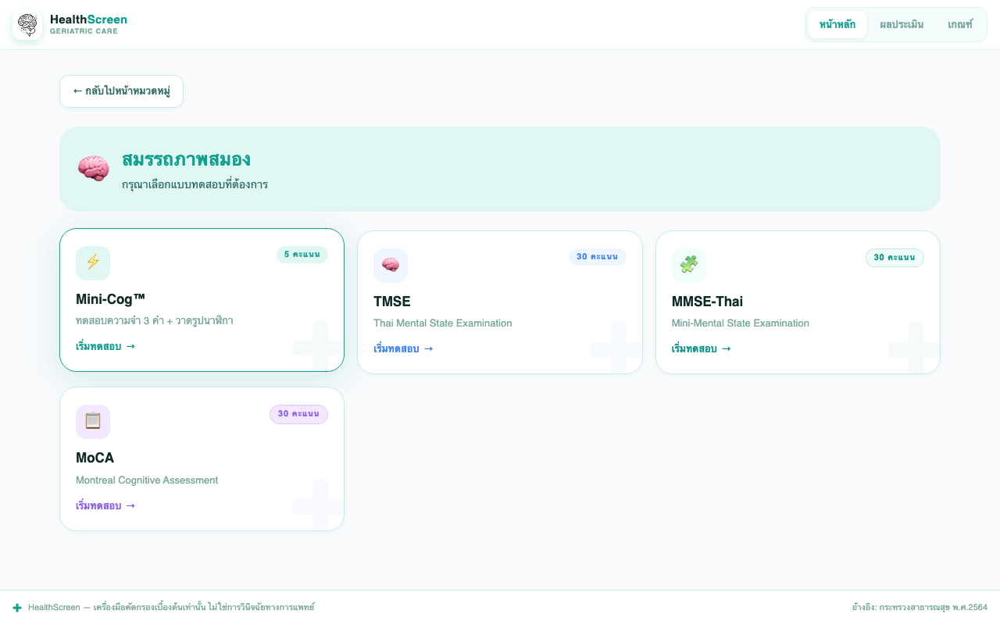 HealthScreen
GERIATRIC CARE
หน้าหลัก
ผลประเมิน
เกณฑ์
← กลับไปหน้าหมวดหมู่
สมรรถภาพสมอง
กรุณาเลือกแบบทดสอบที่ต้องการ
5 คะแนน
Mini-Cog™
ทดสอบความจำ 3 คำ + วาดรูปนาฬิกา
เริ่มทดสอบ →
30 คะแนน
TMSE
Thai Mental State Examination
เริ่มทดสอบ →
30 คะแนน
MMSE-Thai
Mini-Mental State Examination
เริ่มทดสอบ →
30 คะแนน
MoCA
Montreal Cognitive Assessment
เริ่มทดสอบ →
HealthScreen — เครื่องมือคัดกรองเบื้องต้นเท่านั้น ไม่ใช่การวินิจฉัยทางการแพทย์
อ้างอิง: กระทรวงสาธารณสุข พ.ศ.2564